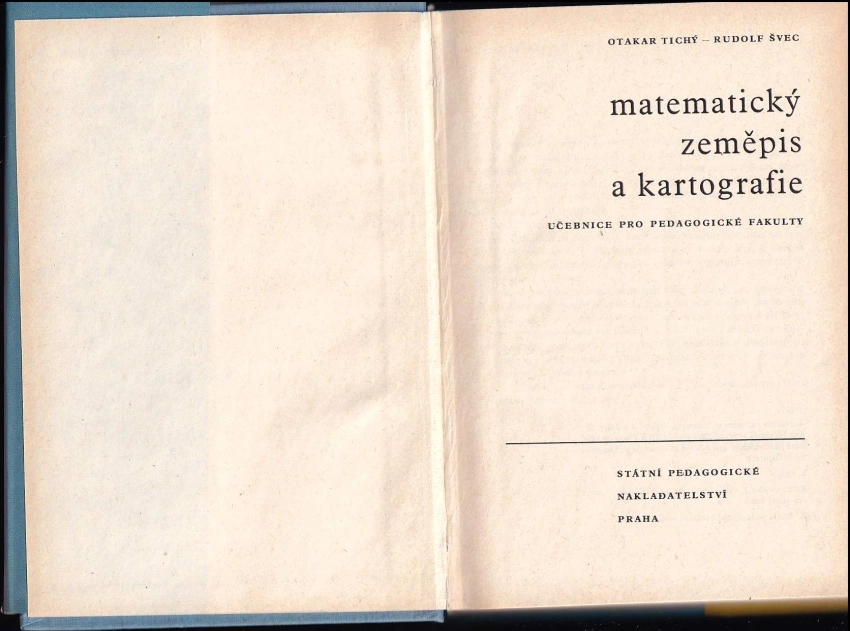 OTAKAR TICHÝ – RUDOLF ŠVEC
matematický
zeměpis
a kartografie
UČEBNICE PRO PEDAGOGICKÉ FAKULTY
STÁTNÍ PEDAGOGICKÉ
NAKLADATELSTVÍ
PRAHA